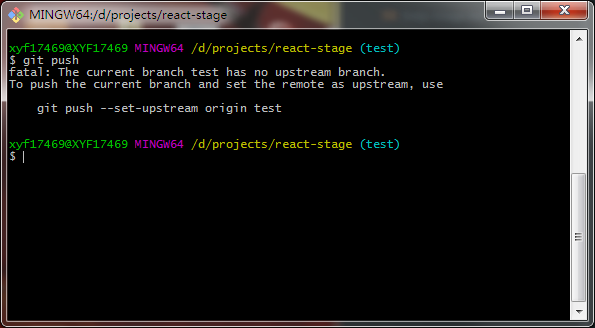 MINGW64:/d/projects/react-stage
xyf17469@XYF17469 MINGW64 /d/projects/react-stage (test)
$ git push
fatal: The current branch test has no upstream branch.
To push the current branch and set the remote as upstream, use
    git push --set-upstream origin test
xyf17469@XYF17469 MINGW64 /d/projects/react-stage (test)
$